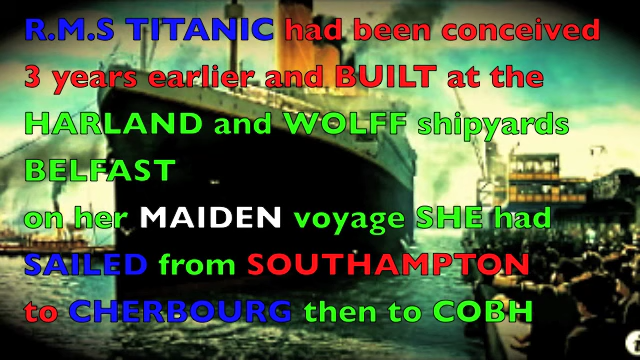 R.M.S TITANIC had been conceived
3 years earlier and BUILT at the
HARLAND and WOLFF shipyards
BELFAST
on her MAIDEN voyage SHE had
SAILED from SOUTHAMPTON
to CHERBOURG then to COBH